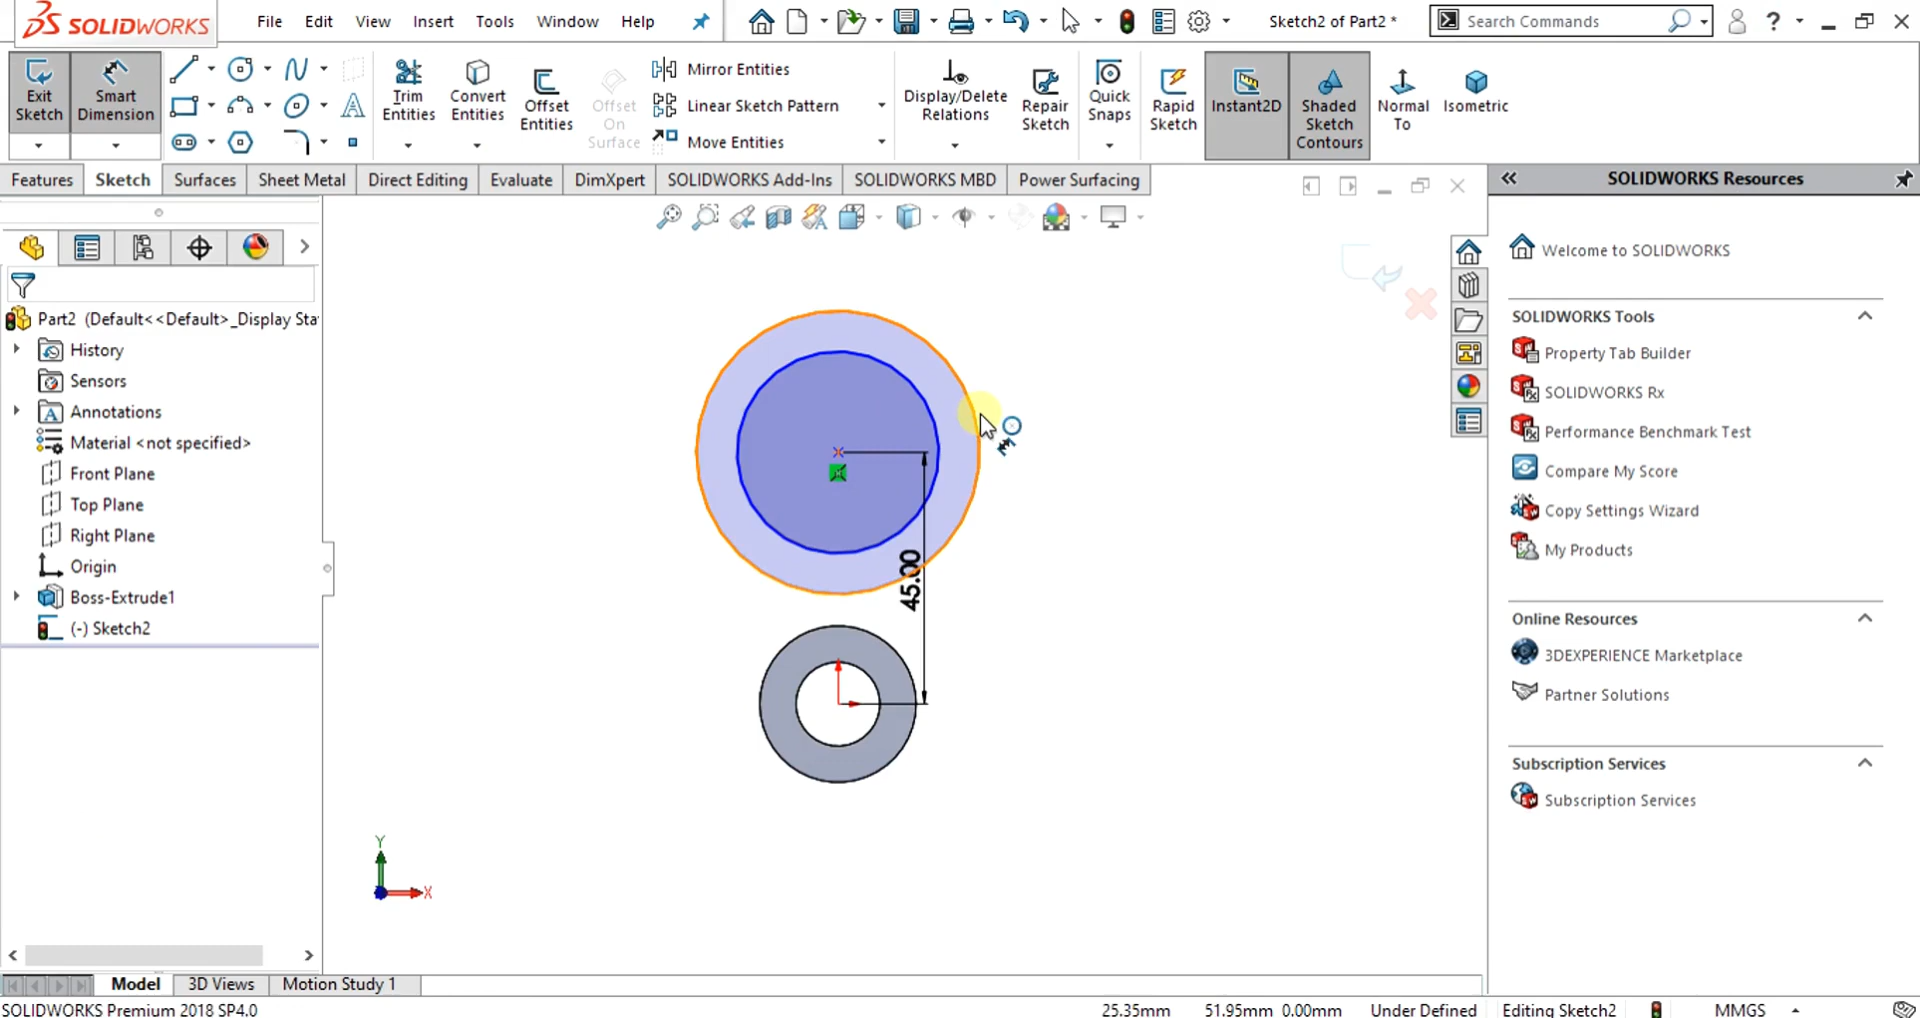 SOLIDWORKS
File Edit View Insert Tools Window Help
Sketch2 of Part2 *
Search Commands
?
Exit Sketch
Smart Dimension
Trim Entities
Convert Entities
Offset Entities
Offset On Surface
Mirror Entities
Linear Sketch Pattern
Move Entities
Display/Delete Relations
Repair Sketch
Quick Snaps
Rapid Sketch
Instant2D
Shaded Sketch Contours
Normal To
Isometric
Features Sketch Surfaces Sheet Metal Direct Editing Evaluate DimXpert SOLIDWORKS Add-Ins SOLIDWORKS MBD Power Surfacing
SOLIDWORKS Resources
Part2 (Default<<Default>_Display Sta
History
Sensors
Annotations
Material <not specified>
Front Plane
Top Plane
Right Plane
Origin
Boss-Extrude1
(-) Sketch2
45.00
Y
X
Welcome to SOLIDWORKS
SOLIDWORKS Tools
Property Tab Builder
SOLIDWORKS Rx
Performance Benchmark Test
Compare My Score
Copy Settings Wizard
My Products
Online Resources
3DEXPERIENCE Marketplace
Partner Solutions
Subscription Services
Subscription Services
Model 3D Views Motion Study 1
SOLIDWORKS Premium 2018 SP4.0
25.35mm 51.95mm 0.00mm Under Defined Editing Sketch2 MMGS